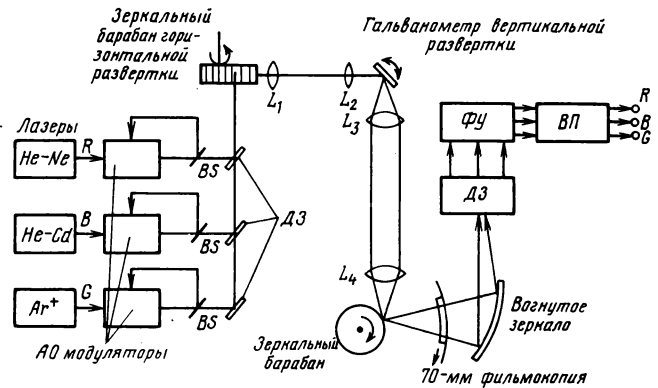 Зеркальный
барабан гори-
зонтальной
развертки
Гальванометр вертикальной
развертки
L1
L2
L3
R
B
G
ФУ
ВП
Лазеры
He-Ne
R
BS
ДЗ
He-Cd
B
BS
ДЗ
L4
Ar+
G
BS
Вогнутое
зеркало
АО модуляторы
Зеркальный
барабан
70-мм фильмокопия